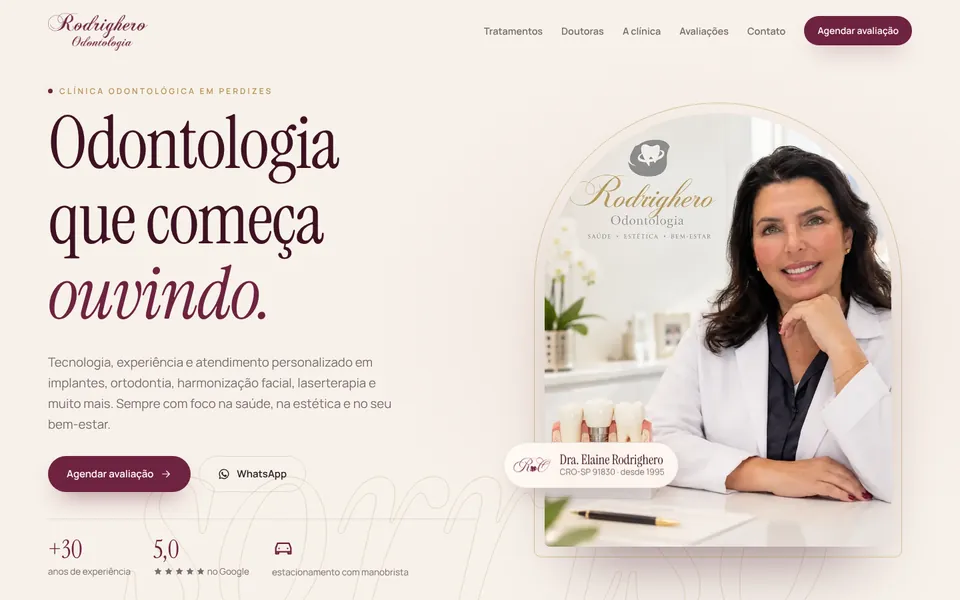 Rodrighero
Odontologia
Tratamentos
Doutoras
A clínica
Avaliações
Contato
Agendar avaliação
CLÍNICA ODONTOLÓGICA EM PERDIZES
Odontologia
que começa
ouvindo.
Tecnologia, experiência e atendimento personalizado em
implantes, ortodontia, harmonização facial, laserterapia e
muito mais. Sempre com foco na saúde, na estética e no seu
bem-estar.
Agendar avaliação →
WhatsApp
+30
anos de experiência
5,0
★★★★★ no Google
estacionamento com manobrista
Rodrighero
Odontologia
SAÚDE • ESTÉTICA • BEM-ESTAR
R O
Dra. Elaine Rodrighero
CRO-SP 91830 · desde 1995
sorriso